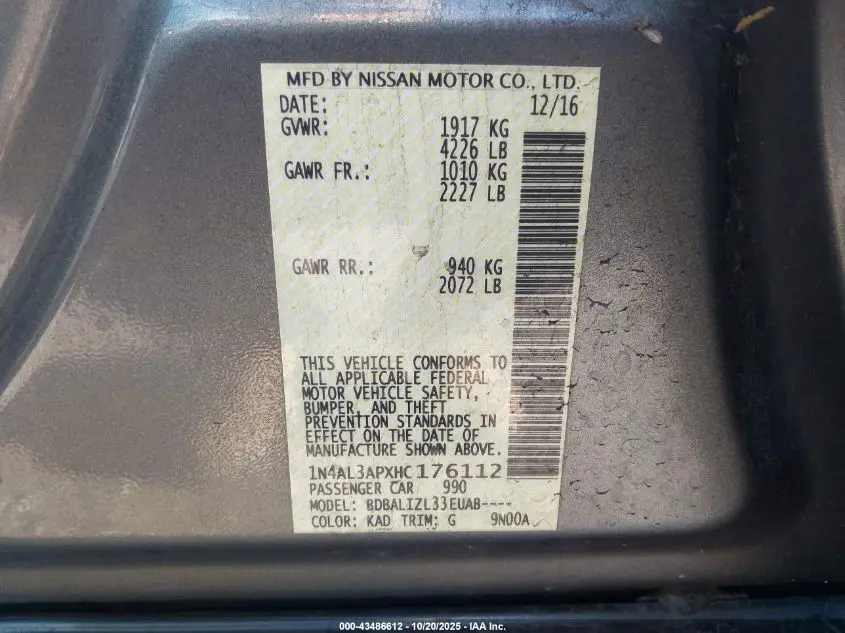 MFD BY NISSAN MOTOR CO., LTD.
DATE: 12/16
GVWR: 1917 KG
4226 LB
GAWR FR.: 1010 KG
2227 LB
GAWR RR.: 940 KG
2072 LB
THIS VEHICLE CONFORMS TO
ALL APPLICABLE FEDERAL
MOTOR VEHICLE SAFETY,
BUMPER, AND THEFT
PREVENTION STANDARDS IN
EFFECT ON THE DATE OF
MANUFACTURE SHOWN ABOVE.
1N4AL3APXHC176112
PASSENGER CAR 990
MODEL: BDBALIZL33EUAB----
COLOR: KAD TRIM: G 9N00A
000-43486612 - 10/20/2025 - IAA Inc.